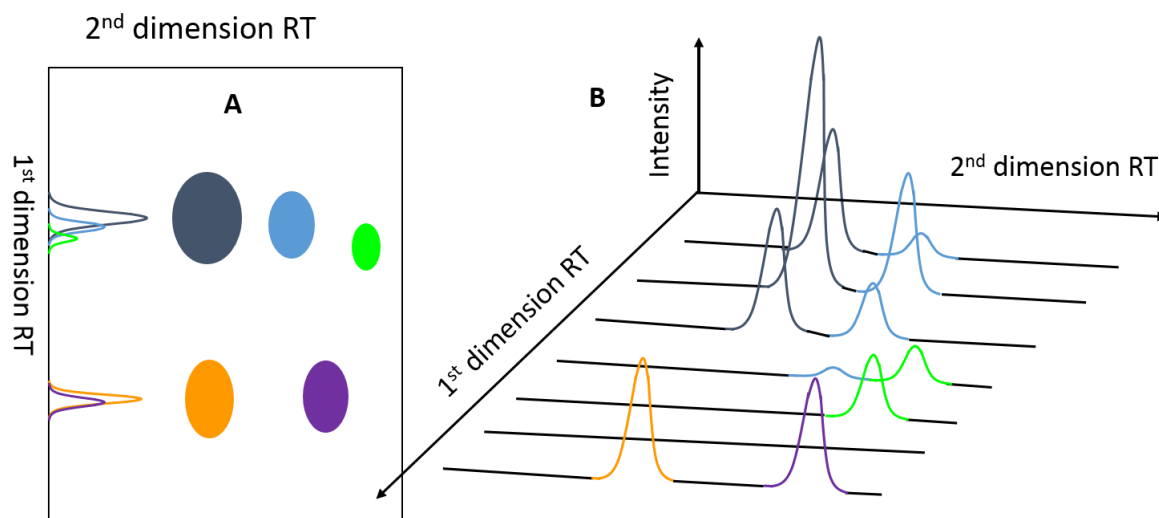 2nd dimension RT
A
1st dimension RT
B
Intensity
2nd dimension RT
1st dimension RT